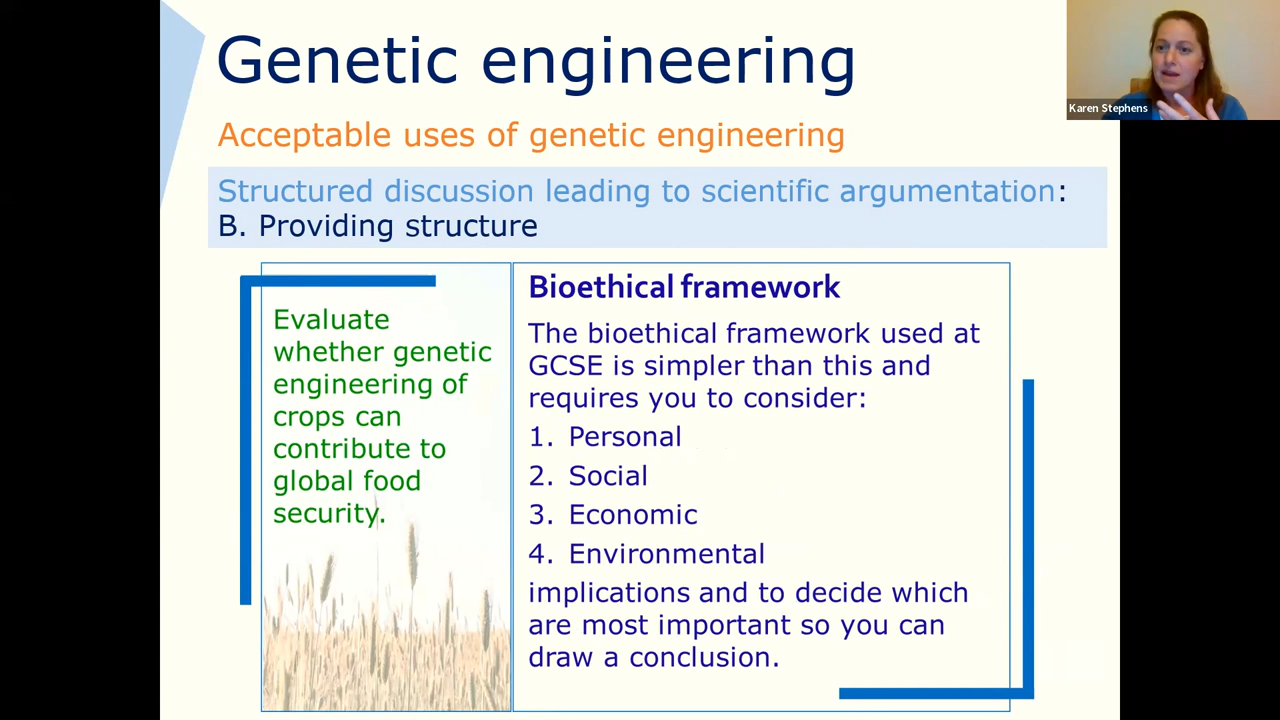 Genetic engineering
Karen Stephens
Acceptable uses of genetic engineering
Structured discussion leading to scientific argumentation:
B. Providing structure
Evaluate
whether genetic
engineering of
crops can
contribute to
global food
security.
Bioethical framework
The bioethical framework used at
GCSE is simpler than this and
requires you to consider:
1. Personal
2. Social
3. Economic
4. Environmental
implications and to decide which
are most important so you can
draw a conclusion.